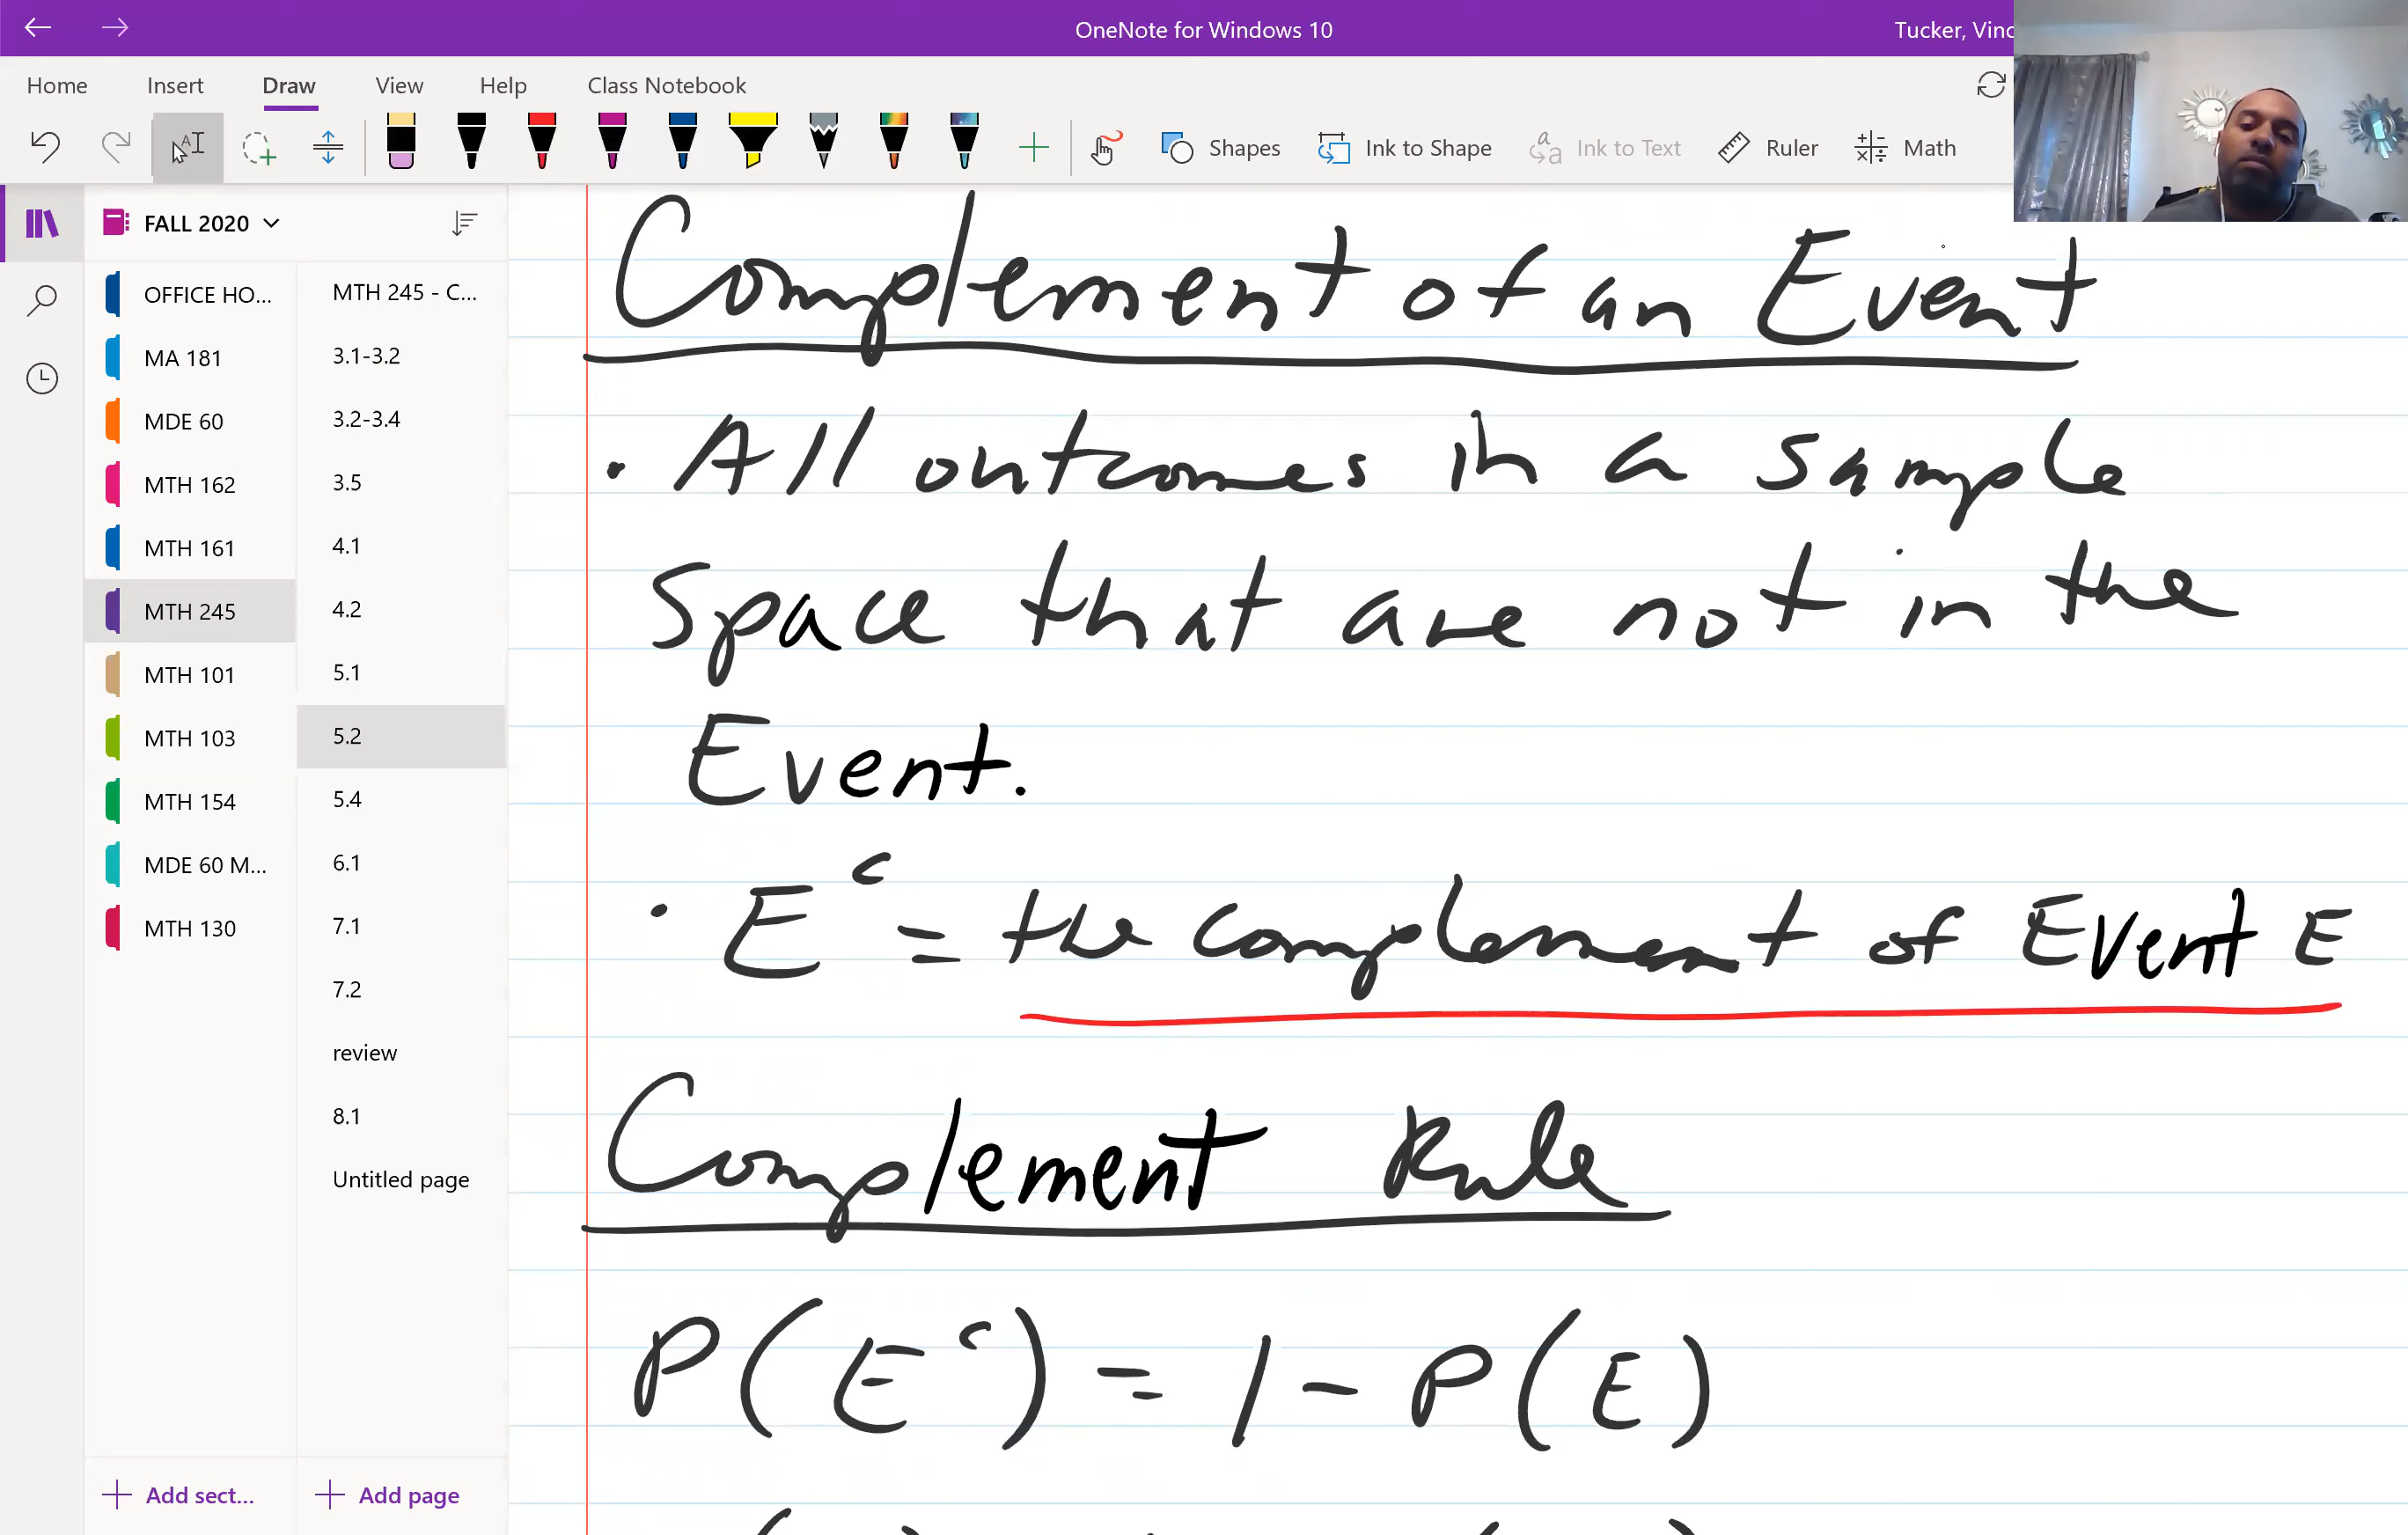 OneNote for Windows 10
Tucker, Vinc
Home Insert Draw View Help Class Notebook
Shapes Ink to Shape Ink to Text Ruler Math
FALL 2020
OFFICE HO...
MA 181
MDE 60
MTH 162
MTH 161
MTH 245
MTH 101
MTH 103
MTH 154
MDE 60 M...
MTH 130
Add sect...
MTH 245 - C...
3.1-3.2
3.2-3.4
3.5
4.1
4.2
5.1
5.2
5.4
6.1
7.1
7.2
review
8.1
Untitled page
Add page
Complement of an Event
• All outcomes in a sample
Space that are not in the
Event.
• E^c = the complement of Event E
Complement Rule
P(E^c) = 1 - P(E)